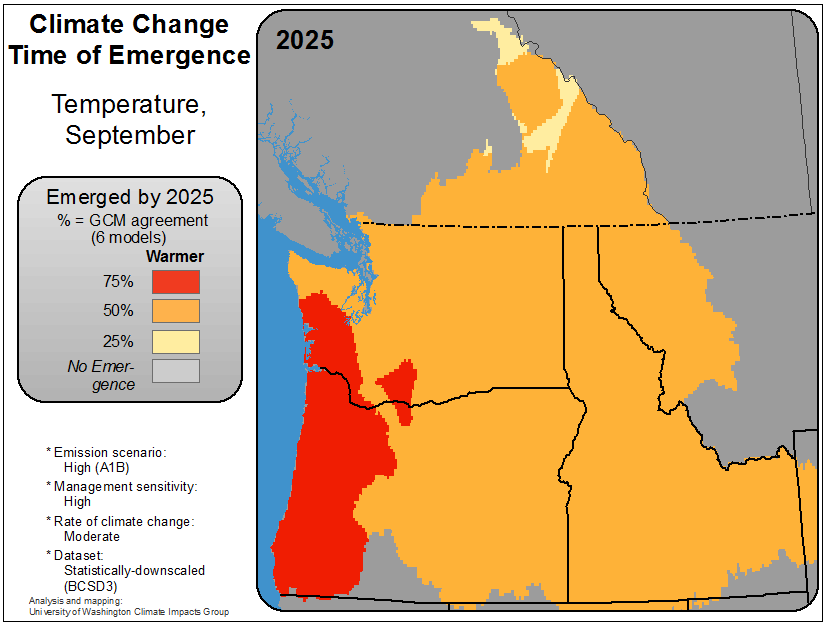 Climate Change
Time of Emergence
2025
Temperature,
September
Emerged by 2025
% = GCM agreement
(6 models)
Warmer
75%
50%
25%
No Emer-
gence
* Emission scenario:
High (A1B)
* Management sensitivity:
High
* Rate of climate change:
Moderate
* Dataset:
Statistically-downscaled
(BCSD3)
Analysis and mapping:
University of Washington Climate Impacts Group